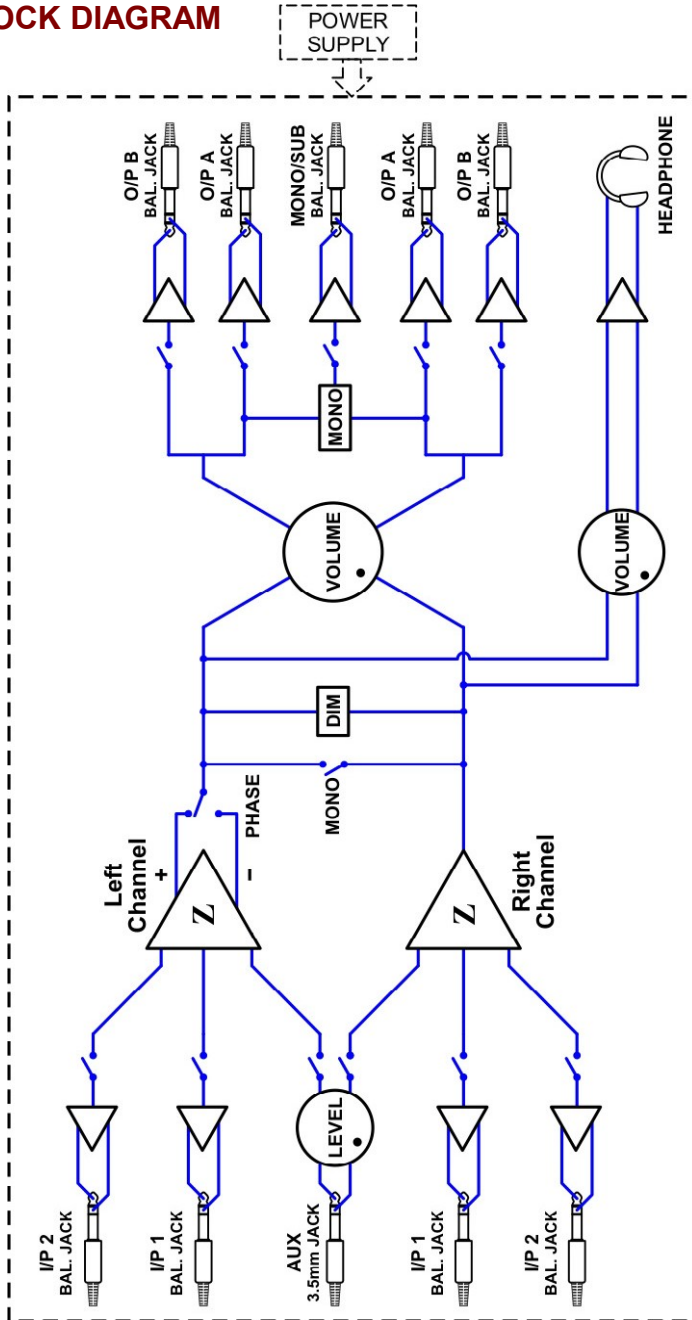 OCK DIAGRAM
POWER
SUPPLY
O/P B
BAL. JACK
O/P A
BAL. JACK
MONO/SUB
BAL. JACK
O/P A
BAL. JACK
O/P B
BAL. JACK
HEADPHONE
MONO
VOLUME
VOLUME
DIM
MONO
PHASE
Left
Channel
+
−
Z
Right
Channel
Z
LEVEL
I/P 2
BAL. JACK
I/P 1
BAL. JACK
AUX
3.5mm JACK
I/P 1
BAL. JACK
I/P 2
BAL. JACK